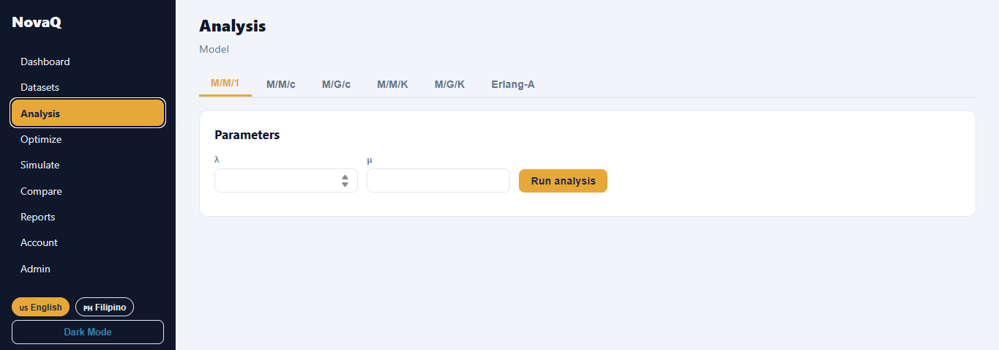 NovaQ
Dashboard
Datasets
Analysis
Optimize
Simulate
Compare
Reports
Account
Admin
US English
PH Filipino
Dark Mode
Analysis
Model
M/M/1 M/M/c M/G/c M/M/K M/G/K Erlang-A
Parameters
λ μ
Run analysis